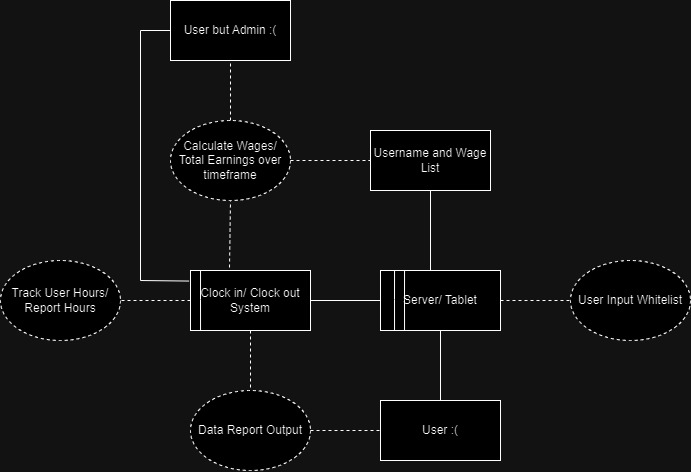 User but Admin :(
Calculate Wages/
Total Earnings over
timeframe
Username and Wage
List
Track User Hours/
Report Hours
Clock in/ Clock out
System
Server/ Tablet
User Input Whitelist
Data Report Output
User :(